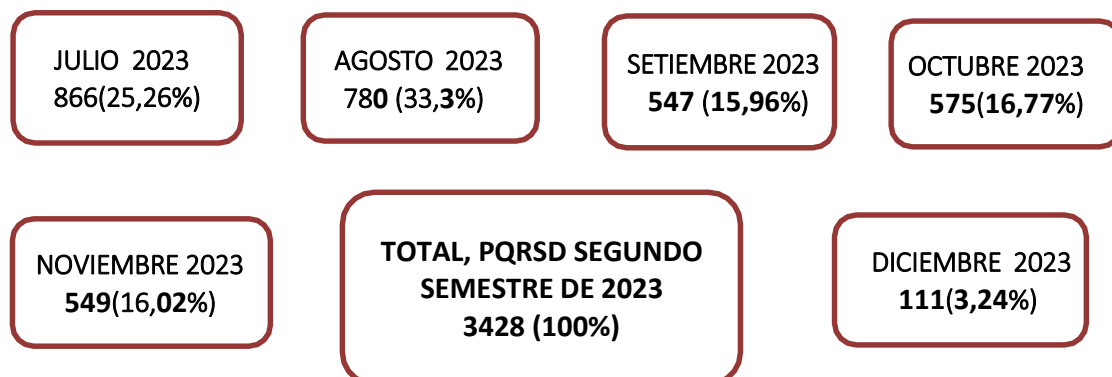 JULIO 2023
866(25,26%)
AGOSTO 2023
780 (33,3%)
SETIEMBRE 2023
547 (15,96%)
OCTUBRE 2023
575(16,77%)
NOVIEMBRE 2023
549(16,02%)
TOTAL, PQRSD SEGUNDO
SEMESTRE DE 2023
3428 (100%)
DICIEMBRE 2023
111(3,24%)